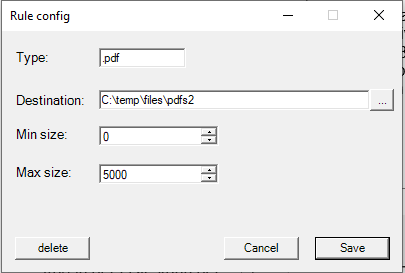 Rule config
Type: .pdf
Destination: C:\temp\files\pdfs2 ...
Min size: 0
Max size: 5000
delete Cancel Save